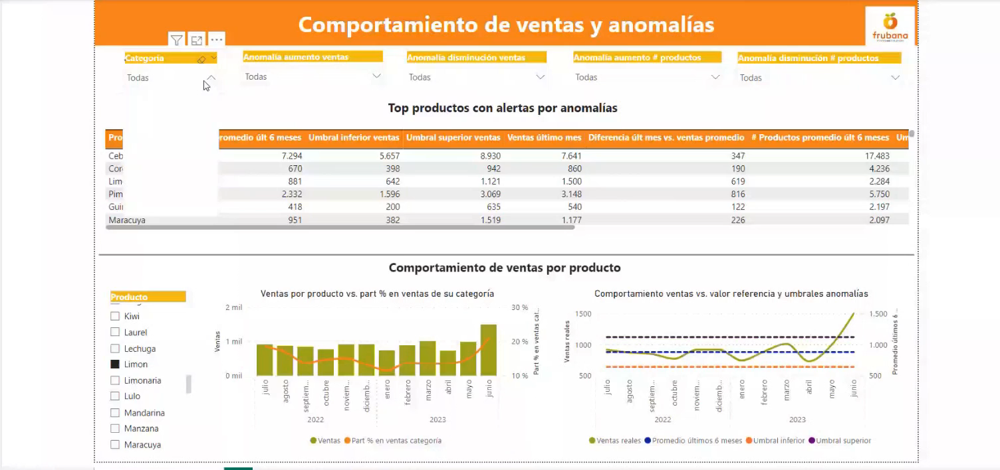 Comportamiento de ventas y anomalías
frubana
Categoría
Anomalía aumento ventas
Anomalía disminución ventas
Anomalía aumento # productos
Anomalía disminución # productos
Todas
Todas
Todas
Todas
Todas
Top productos con alertas por anomalías
Pro romedio últ 6 meses Umbral inferior ventas Umbral superior ventas Ventas último mes Diferencia últ mes vs. ventas promedio # Productos promedio últ 6 meses Um
Ceb 7.294 5.657 8.930 7.641 347 17.483
Cor 670 398 942 860 190 4.236
Lim 881 642 1.121 1.500 619 2.284
Pim 2.332 1.596 3.069 3.148 816 5.750
Gui 418 200 635 540 122 2.197
Maracuya 951 382 1.519 1.177 226 2.097
Comportamiento de ventas por producto
Producto
Kiwi
Laurel
Lechuga
Limon
Limonaria
Lulo
Mandarina
Manzana
Maracuya
Ventas por producto vs. part % en ventas de su categoría
2 mil
1 mil
0 mil
Ventas
30 %
20 %
10 %
Part % en ventas cat...
julio agosto septiem... octubre noviem... diciemb... enero febrero marzo abril mayo junio
2022 2023
Ventas Part % en ventas categoría
Comportamiento ventas vs. valor referencia y umbrales anomalías
1500
1000
500
Ventas reales
1.500
1.000
500
Promedio últimos 6 ...
julio agosto septiem... octubre noviem... diciemb... enero febrero marzo abril mayo junio
2022 2023
Ventas reales Promedio últimos 6 meses Umbral inferior Umbral superior